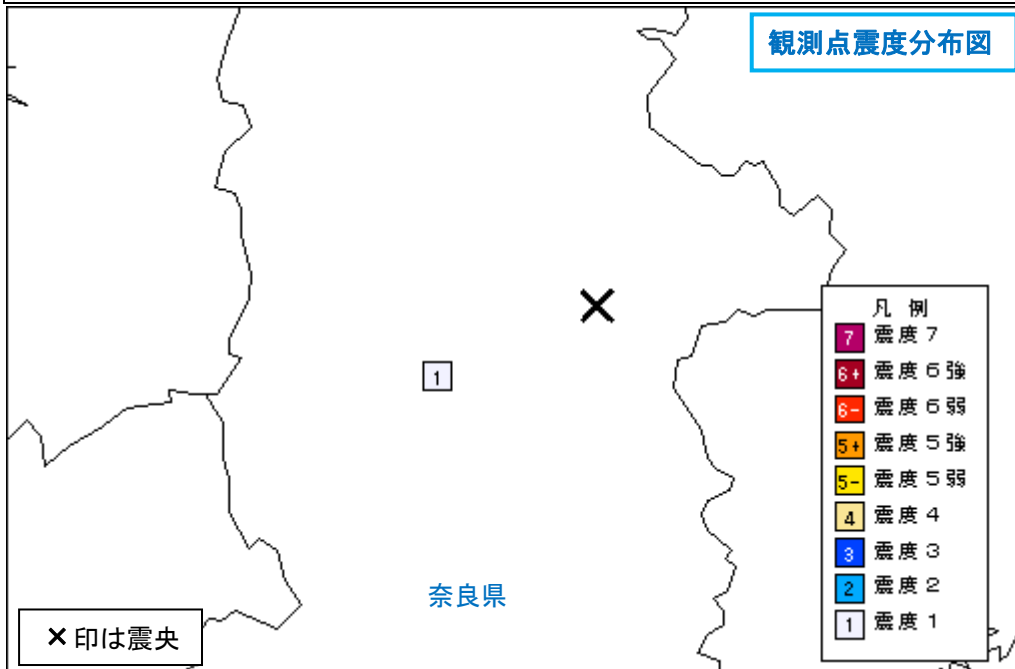 観測点震度分布図
1
凡例
7 震度7
6+ 震度6強
6- 震度6弱
5+ 震度5強
5- 震度5弱
4 震度4
3 震度3
2 震度2
1 震度1
奈良県
×印は震央